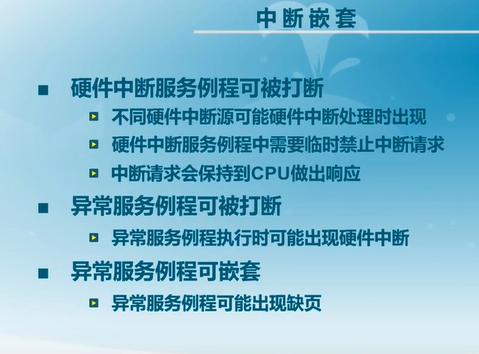 中断嵌套
硬件中断服务例程可被打断
不同硬件中断源可能硬件中断处理时出现
硬件中断服务例程中需要临时禁止中断请求
中断请求会保持到CPU做出响应
异常服务例程可被打断
异常服务例程执行时可能出现硬件中断
异常服务例程可嵌套
异常服务例程可能出现缺页